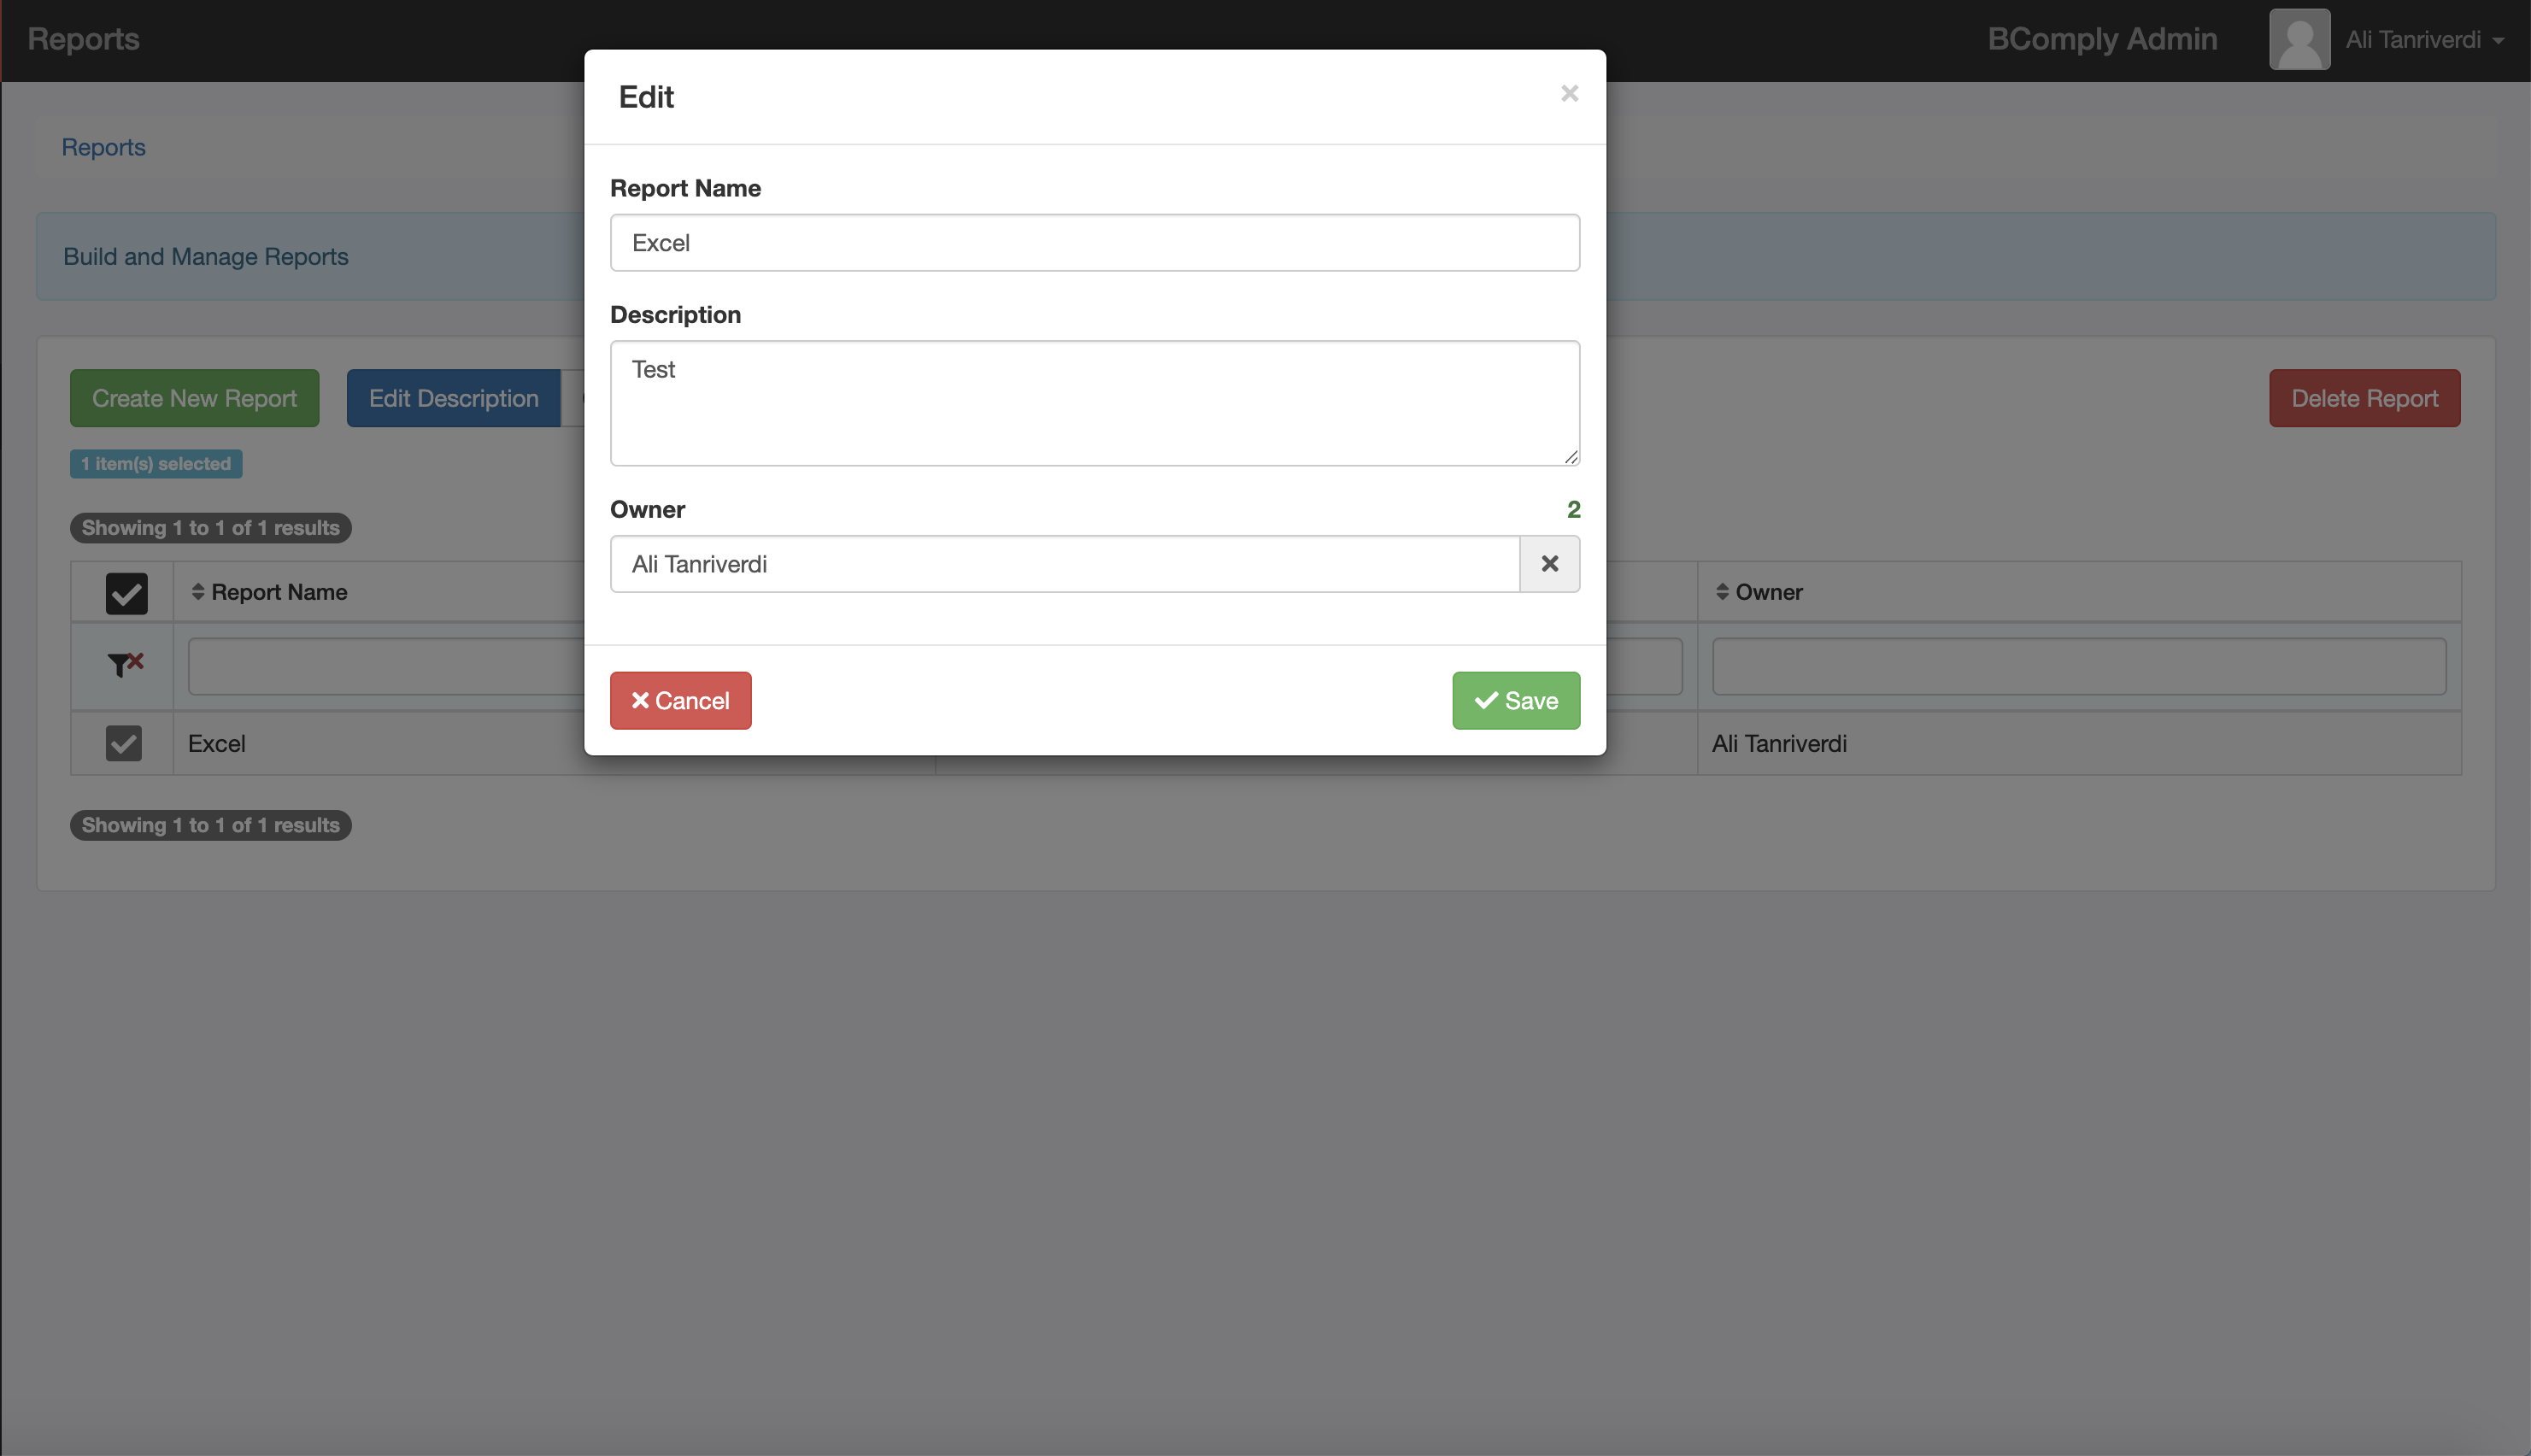 Reports
BComply Admin
Ali Tanriverdi
Edit
×
Reports
Report Name
Excel
Build and Manage Reports
Description
Test
Create New Report
Edit Description
Delete Report
1 item(s) selected
Owner
2
Showing 1 to 1 of 1 results
Ali Tanriverdi
Report Name
Owner
Cancel
Save
Excel
Ali Tanriverdi
Showing 1 to 1 of 1 results